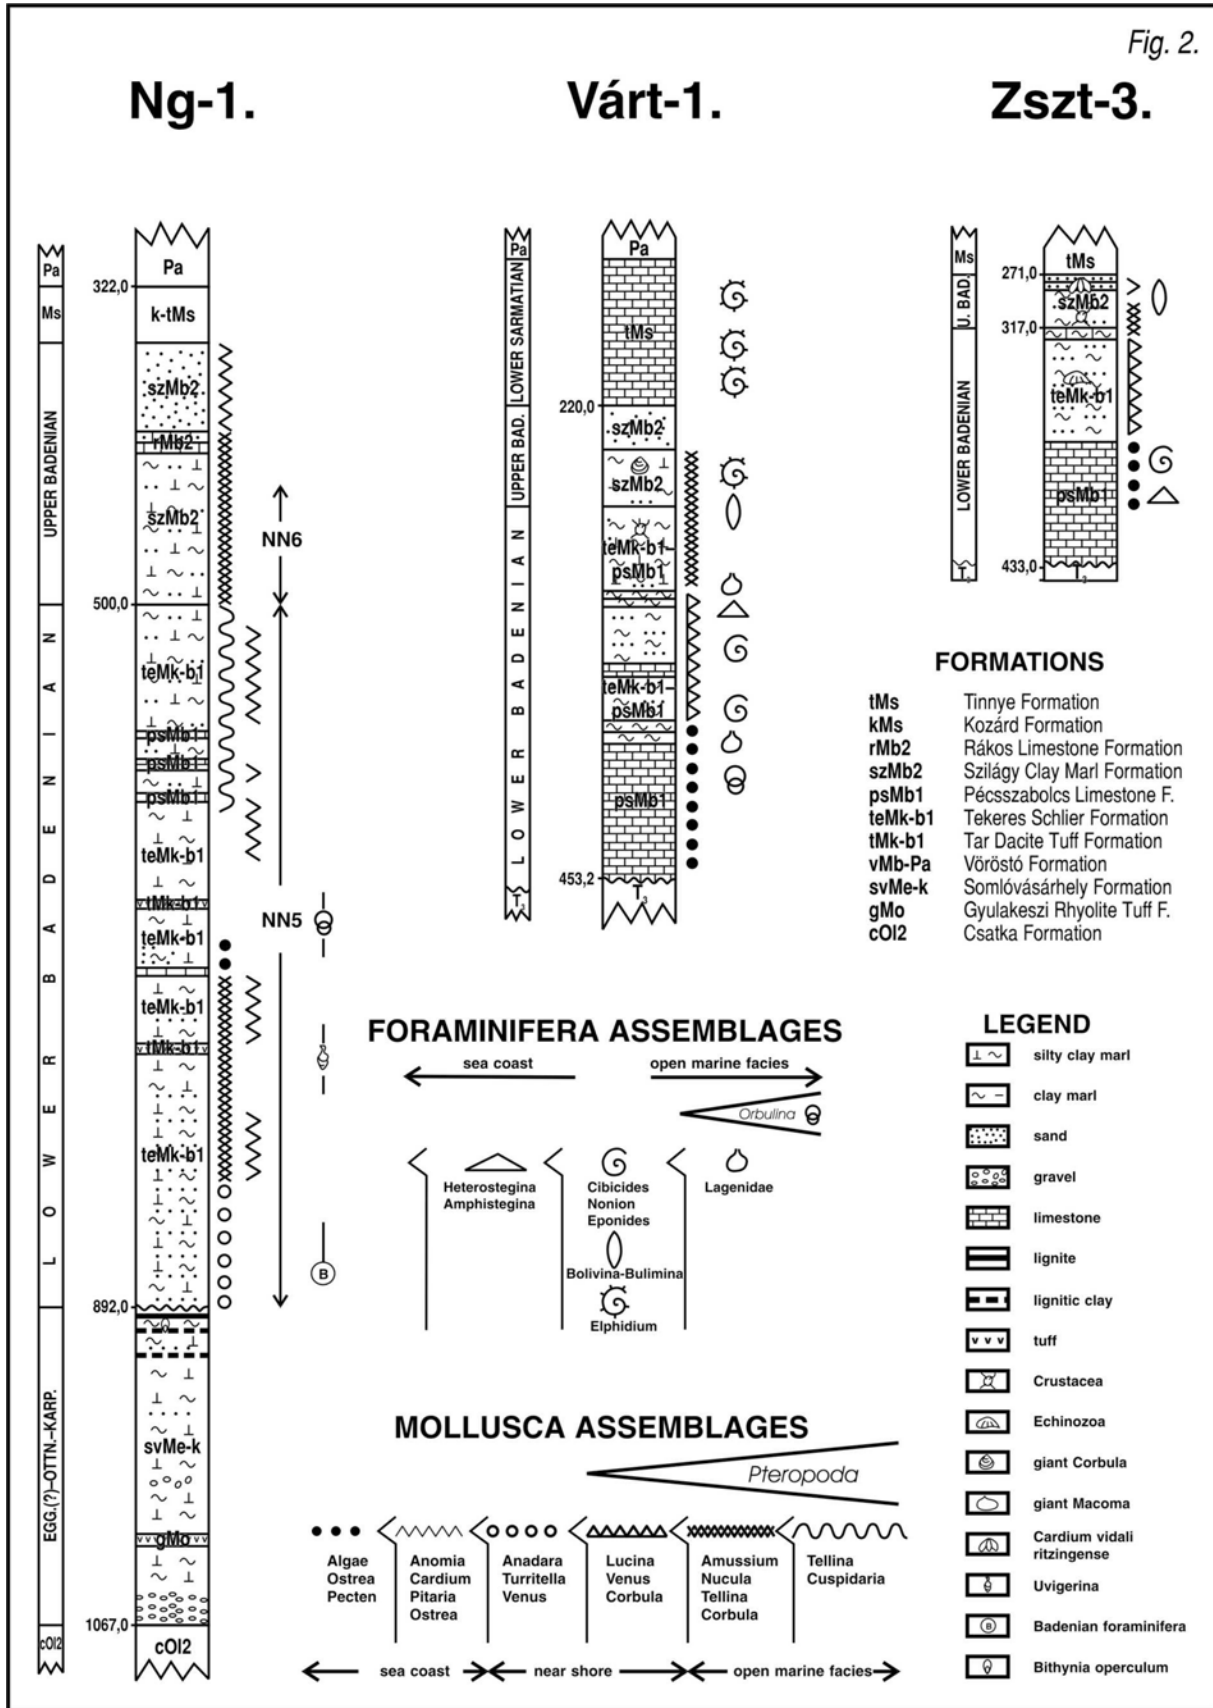 Fig. 2.
Ng-1.
Várt-1.
Zszt-3.
Pa
Ms
UPPER BADENIAN
LOWER BADENIAN
EGG.(?)–OTTN.–KARP.
cOl2
322,0
500,0
892,0
1067,0
Pa
k-tMs
szMb2
rMb2
szMb2
teMk-b1
psMb1
psMb1
psMb1
teMk-b1
tMk-b1
teMk-b1
teMk-b1
tMk-b1
teMk-b1
svMe-k
gMo
cOl2
NN6
NN5
B
Pa
LOWER SARMATIAN
UPPER BAD.
LOWER BADENIAN
T3
220,0
453,2
Pa
tMs
szMb2
szMb2
teMk-b1–
psMb1
teMk-b1–
psMb1
psMb1
T3
Ms
U. BAD.
LOWER BADENIAN
271,0
317,0
433,0
tMs
szMb2
teMk-b1
psMb1
T3
FORMATIONS
tMs Tinnye Formation
kMs Kozárd Formation
rMb2 Rákos Limestone Formation
szMb2 Szilágy Clay Marl Formation
psMb1 Pécsszabolcs Limestone F.
teMk-b1 Tekeres Schlier Formation
tMk-b1 Tar Dacite Tuff Formation
vMb-Pa Vöröstó Formation
svMe-k Somlóvásárhely Formation
gMo Gyulakeszi Rhyolite Tuff F.
cOl2 Csatka Formation
FORAMINIFERA ASSEMBLAGES
sea coast open marine facies
Orbulina
Heterostegina
Amphistegina
Cibicides
Nonion
Eponides
Bolivina-Bulimina
Elphidium
Lagenidae
MOLLUSCA ASSEMBLAGES
Pteropoda
Algae
Ostrea
Pecten
Anomia
Cardium
Pitaria
Ostrea
Anadara
Turritella
Venus
Lucina
Venus
Corbula
Amussium
Nucula
Tellina
Corbula
Tellina
Cuspidaria
sea coast near shore open marine facies
LEGEND
silty clay marl
clay marl
sand
gravel
limestone
lignite
lignitic clay
tuff
Crustacea
Echinozoa
giant Corbula
giant Macoma
Cardium vidali
ritzingense
Uvigerina
B Badenian foraminifera
Bithynia operculum